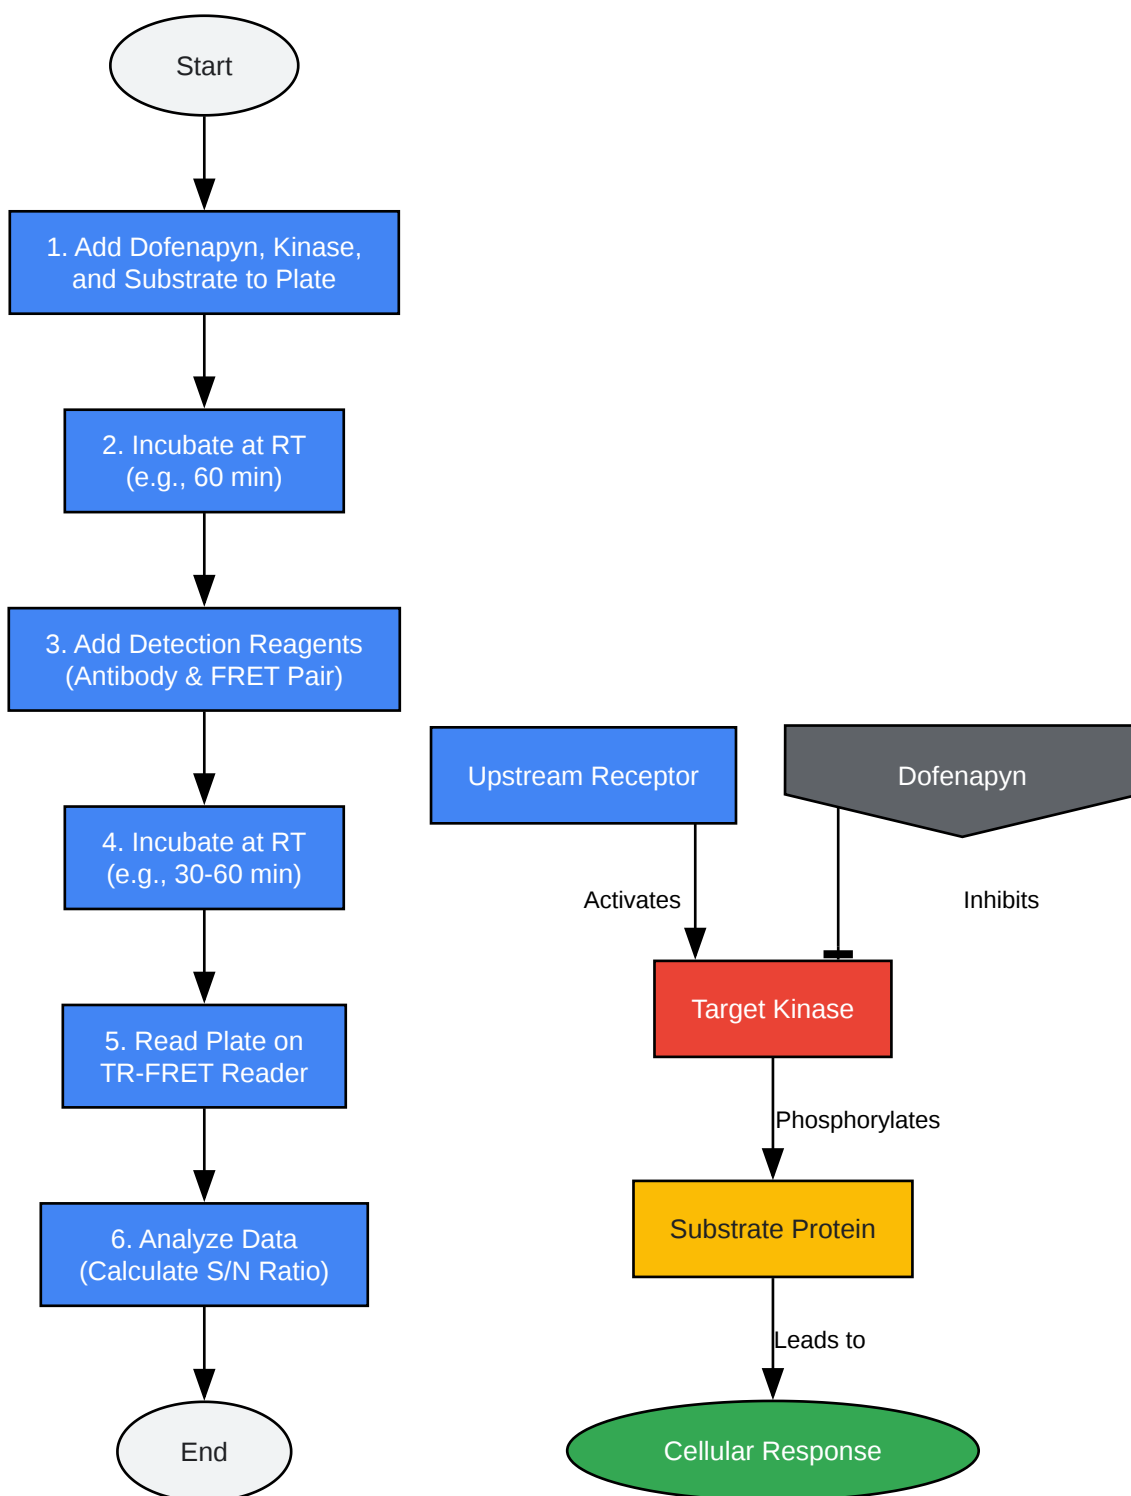 Start
1. Add Dofenapyn, Kinase,
and Substrate to Plate
2. Incubate at RT
(e.g., 60 min)
3. Add Detection Reagents
(Antibody & FRET Pair)
4. Incubate at RT
(e.g., 30-60 min)
5. Read Plate on
TR-FRET Reader
6. Analyze Data
(Calculate S/N Ratio)
End
Upstream Receptor
Dofenapyn
Activates
Inhibits
Target Kinase
Phosphorylates
Substrate Protein
Leads to
Cellular Response